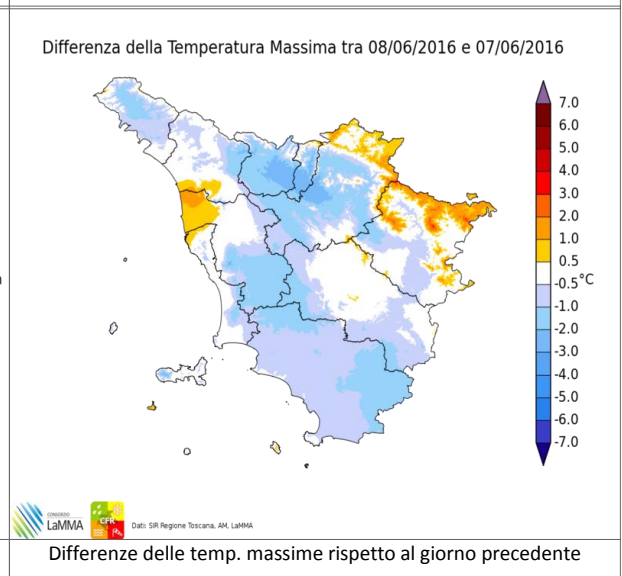 Differenza della Temperatura Massima tra 08/06/2016 e 07/06/2016
7.0
6.0
5.0
4.0
3.0
2.0
1.0
0.5
-0.5 °C
-1.0
-2.0
-3.0
-4.0
-5.0
-6.0
-7.0
CONSORZIO
LaMMA
CFR
Dati: SIR Regione Toscana, AM, LaMMA
Differenze delle temp. massime rispetto al giorno precedente